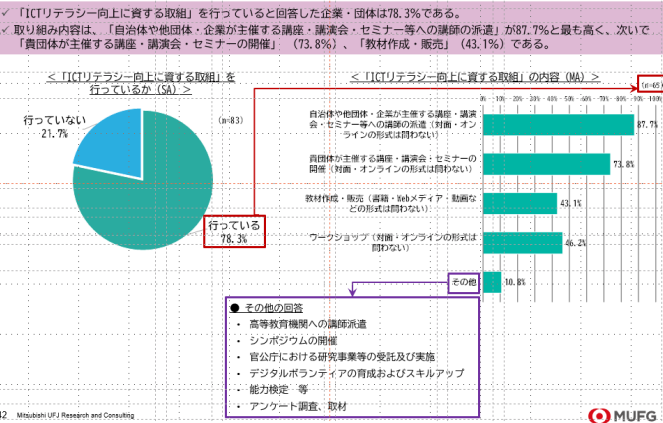 ✓ 「ICTリテラシー向上に資する取組」を行っていると回答した企業・団体は78.3%である。
✓ 取り組み内容は、「自治体や他団体・企業が主催する講座・講演会・セミナー等への講師の派遣」が87.7%と最も高く、次いで
「貴団体が主催する講座・講演会・セミナーの開催」（73.8%）、「教材作成・販売」（43.1%）である。
＜「ICTリテラシー向上に資する取組」を
行っているか（SA）＞
(n=83)
行っていない
21.7%
行っている
78.3%
＜「ICTリテラシー向上に資する取組」の内容（MA）＞
(n=65)
0% 10% 20% 30% 40% 50% 60% 70% 80% 90% 100%
自治体や他団体・企業が主催する講座・講演
会・セミナー等への講師の派遣（対面・オン
ラインの形式は問わない）
87.7%
貴団体が主催する講座・講演会・セミナーの
開催（対面・オンラインの形式は問わない）
73.8%
教材作成・販売（書籍・Webメディア・動画な
どの形式は問わない）
43.1%
ワークショップ（対面・オンラインの形式は
問わない）
46.2%
その他
10.8%
● その他の回答
・ 高等教育機関への講師派遣
・ シンポジウムの開催
・ 官公庁における研究事業等の受託及び実施
・ デジタルボランティアの育成およびスキルアップ
・ 能力検定　等
・ アンケート調査、取材
42 Mitsubishi UFJ Research and Consulting
MUFG